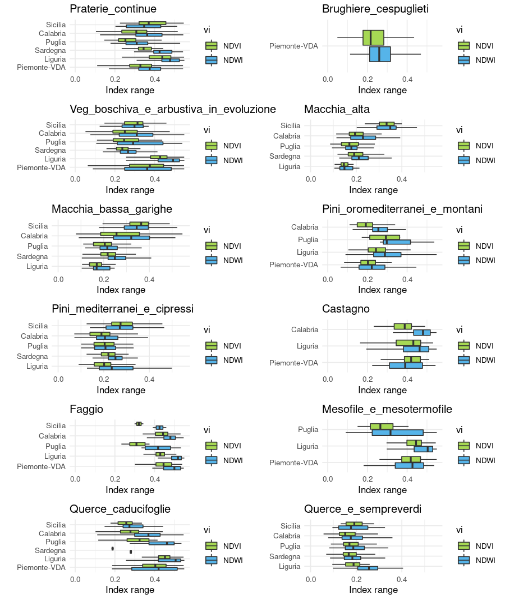 Praterie_continue
Sicilia
Calabria
Puglia
Sardegna
Liguria
Piemonte-VDA
0.0 0.2 0.4
Index range
vi
NDVI
NDWI
Brughiere_cespuglieti
Piemonte-VDA
0.0 0.2 0.4
Index range
vi
NDVI
NDWI
Veg_boschiva_e_arbustiva_in_evoluzione
Sicilia
Calabria
Puglia
Sardegna
Liguria
Piemonte-VDA
0.0 0.2 0.4
Index range
vi
NDVI
NDWI
Macchia_alta
Sicilia
Calabria
Puglia
Sardegna
Liguria
0.0 0.2 0.4
Index range
vi
NDVI
NDWI
Macchia_bassa_garighe
Sicilia
Calabria
Puglia
Sardegna
Liguria
0.0 0.2 0.4
Index range
vi
NDVI
NDWI
Pini_oromediterranei_e_montani
Calabria
Puglia
Liguria
Piemonte-VDA
0.0 0.2 0.4
Index range
vi
NDVI
NDWI
Pini_mediterranei_e_cipressi
Sicilia
Calabria
Puglia
Sardegna
Liguria
0.0 0.2 0.4
Index range
vi
NDVI
NDWI
Castagno
Calabria
Liguria
Piemonte-VDA
0.0 0.2 0.4
Index range
vi
NDVI
NDWI
Faggio
Sicilia
Calabria
Puglia
Liguria
Piemonte-VDA
0.0 0.2 0.4
Index range
vi
NDVI
NDWI
Mesofile_e_mesotermofile
Puglia
Liguria
Piemonte-VDA
0.0 0.2 0.4
Index range
vi
NDVI
NDWI
Querce_caducifoglie
Sicilia
Calabria
Puglia
Sardegna
Liguria
Piemonte-VDA
0.0 0.2 0.4
Index range
vi
NDVI
NDWI
Querce_e_sempreverdi
Sicilia
Calabria
Puglia
Sardegna
Liguria
0.0 0.2 0.4
Index range
vi
NDVI
NDWI